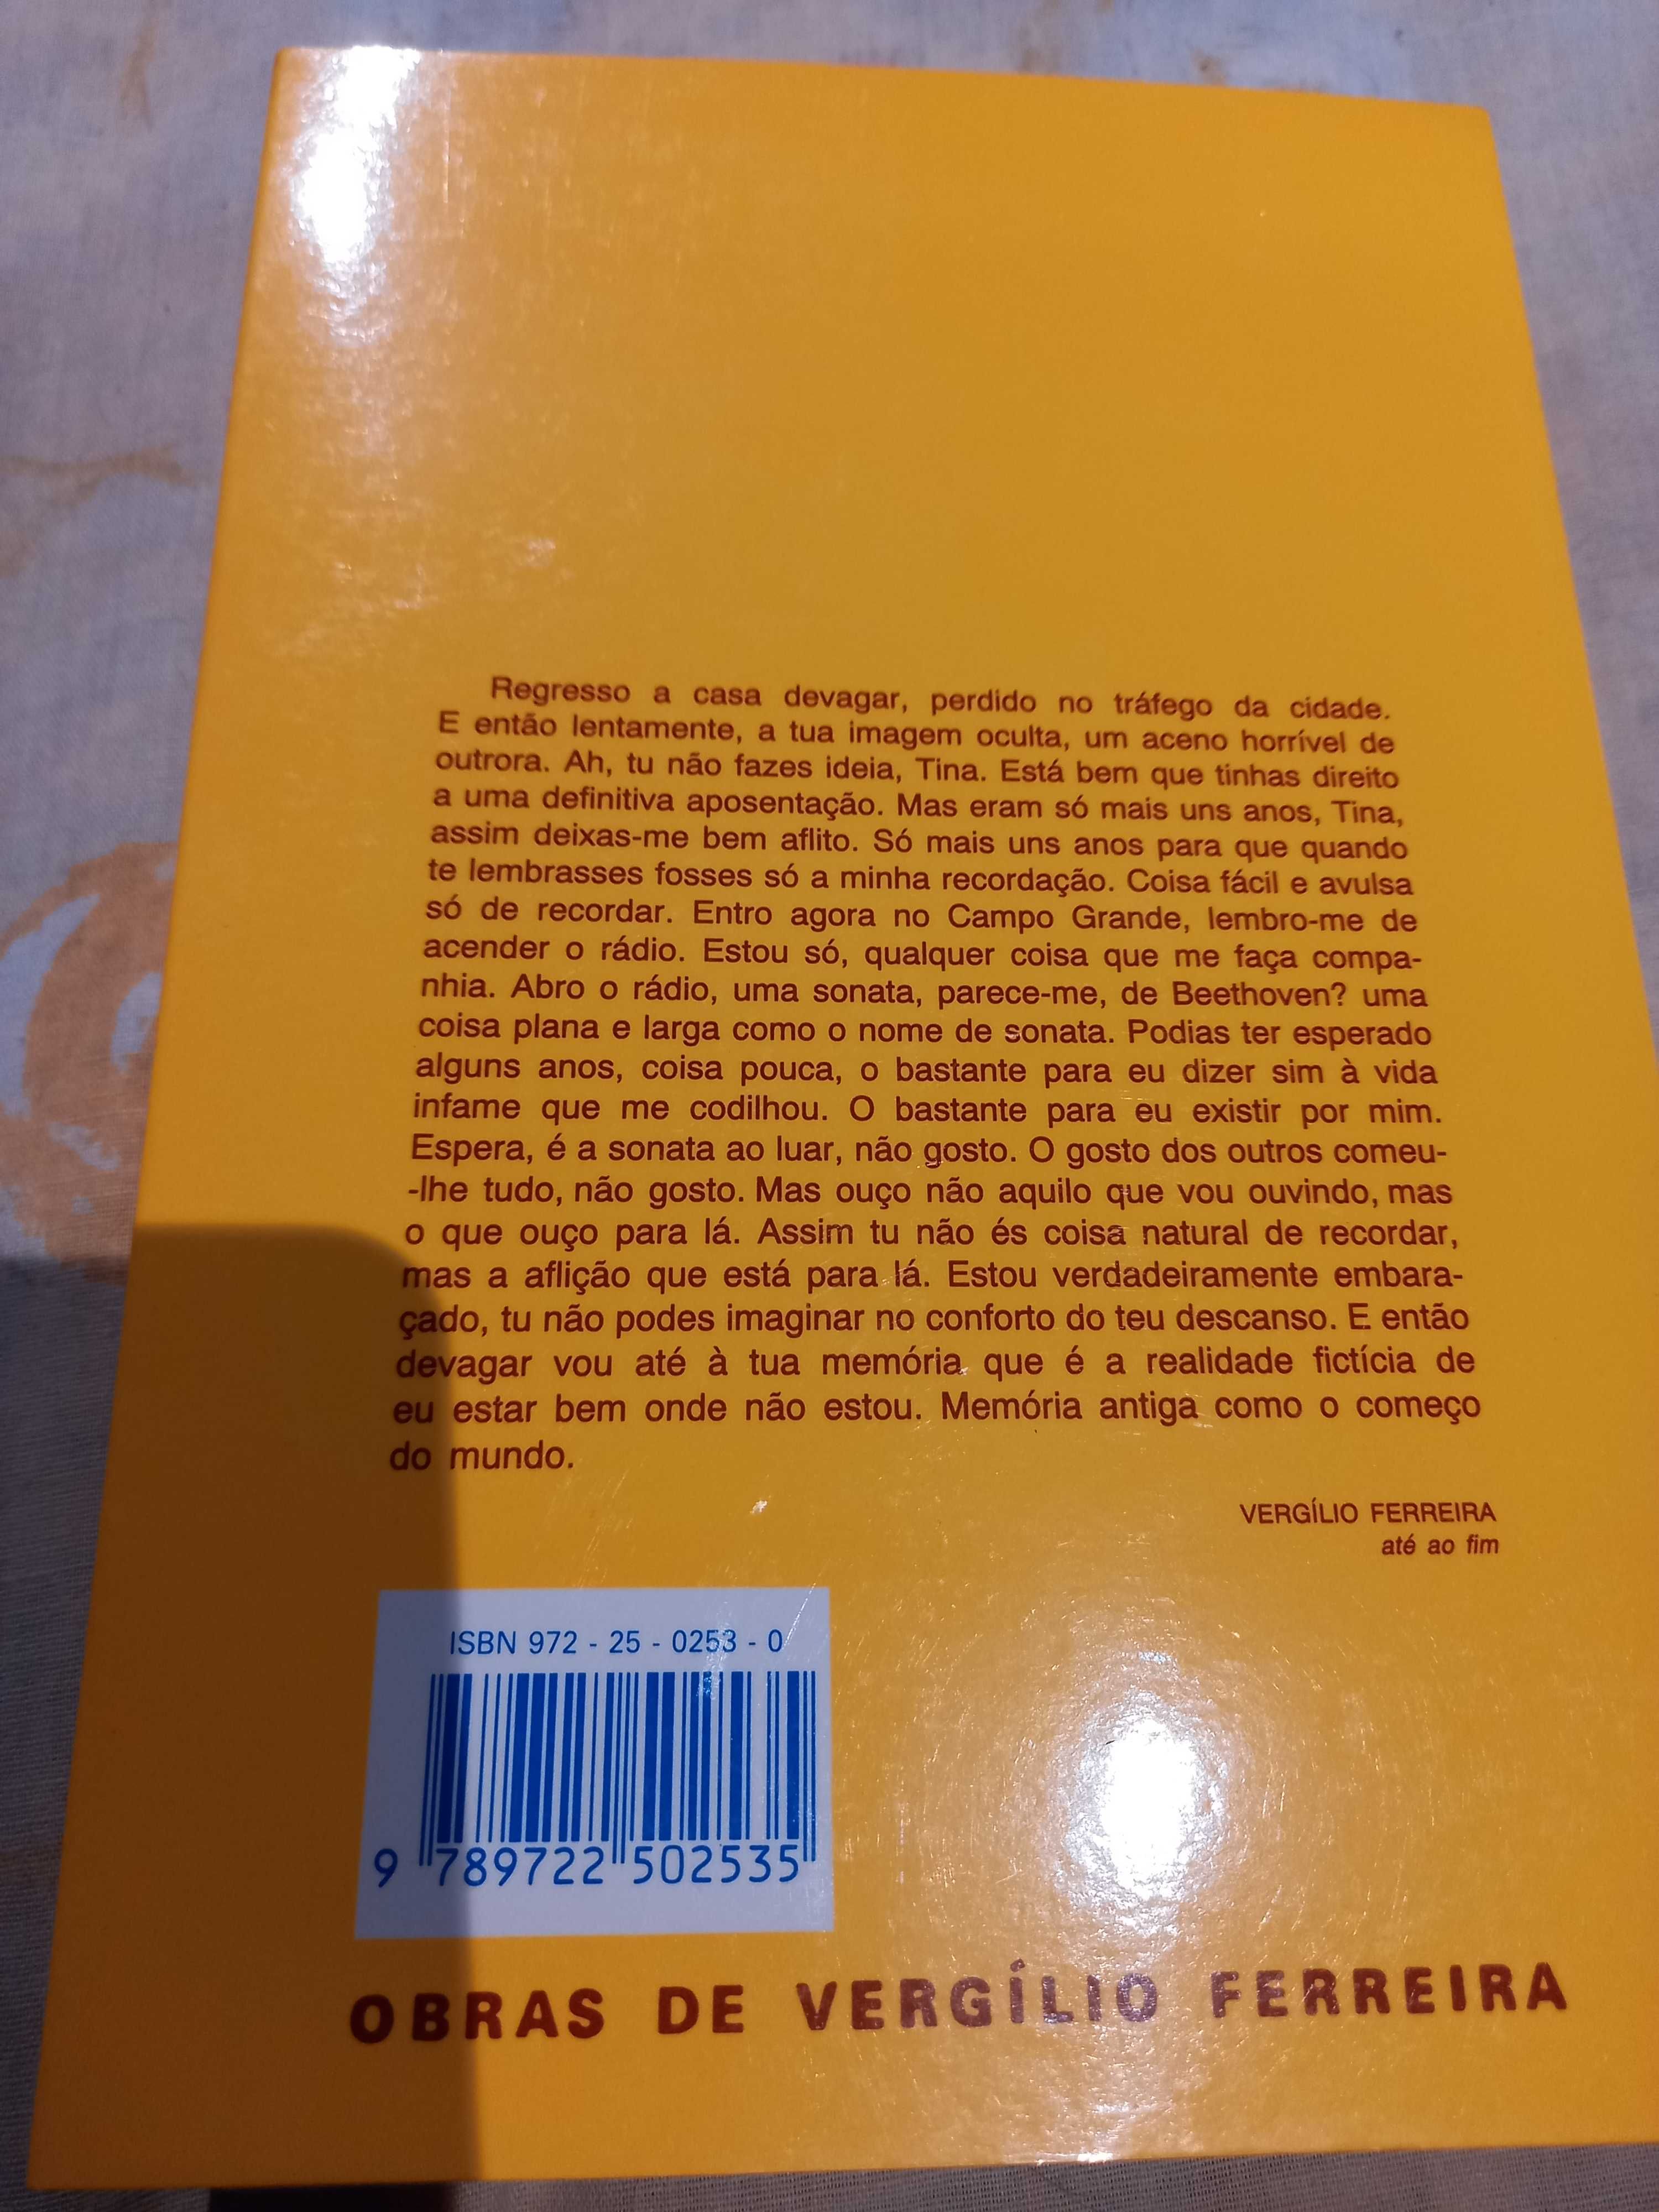 Regresso a casa devagar, perdido no tráfego da cidade.
E então lentamente, a tua imagem oculta, um aceno horrível de
outrora. Ah, tu não fazes ideia, Tina. Está bem que tinhas direito
a uma definitiva aposentação. Mas eram só mais uns anos, Tina,
assim deixas-me bem aflito. Só mais uns anos para que quando
te lembrasses fosses só a minha recordação. Coisa fácil e avulsa
só de recordar. Entro agora no Campo Grande, lembro-me de
acender o rádio. Estou só, qualquer coisa que me faça compa-
nhia. Abro o rádio, uma sonata, parece-me, de Beethoven? uma
coisa plana e larga como o nome de sonata. Podias ter esperado
alguns anos, coisa pouca, o bastante para eu dizer sim à vida
infame que me codilhou. O bastante para eu existir por mim.
Espera, é a sonata ao luar, não gosto. O gosto dos outros comeu-
-lhe tudo, não gosto. Mas ouço não aquilo que vou ouvindo, mas
o que ouço para lá. Assim tu não és coisa natural de recordar,
mas a aflição que está para lá. Estou verdadeiramente embara-
çado, tu não podes imaginar no conforto do teu descanso. E então
devagar vou até à tua memória que é a realidade fictícia de
eu estar bem onde não estou. Memória antiga como o começo
do mundo.
VERGÍLIO FERREIRA
até ao fim
ISBN 972 - 25 - 0253 - 0
9 789722 502535
OBRAS DE VERGÍLIO FERREIRA